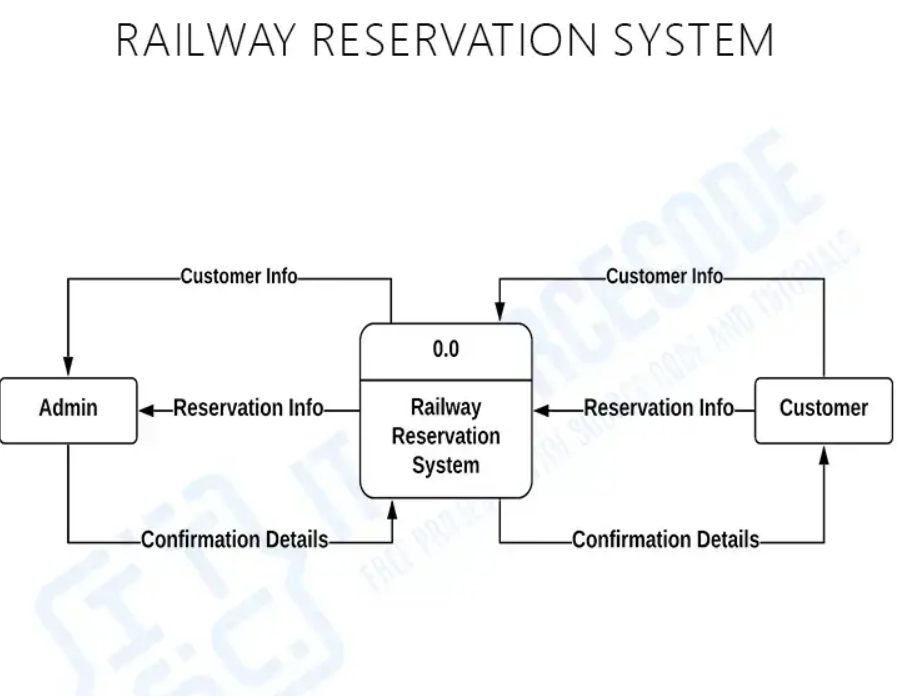 RAILWAY RESERVATION SYSTEM
Customer Info
Customer Info
0.0
Admin
Reservation Info
Railway
Reservation
System
Reservation Info
Customer
Confirmation Details
Confirmation Details